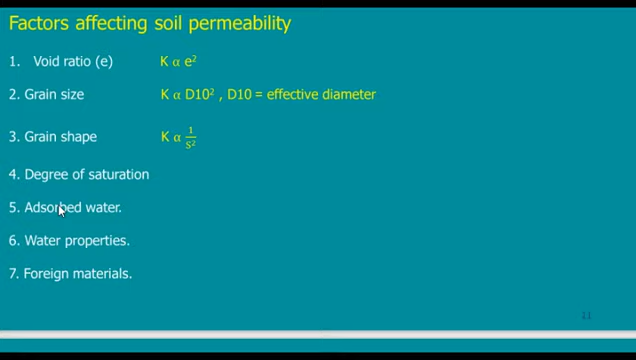 Factors affecting soil permeability
1. Void ratio (e) K α e²
2. Grain size K α D10² , D10 = effective diameter
3. Grain shape K α 1/S²
4. Degree of saturation
5. Adsorbed water.
6. Water properties.
7. Foreign materials.
11